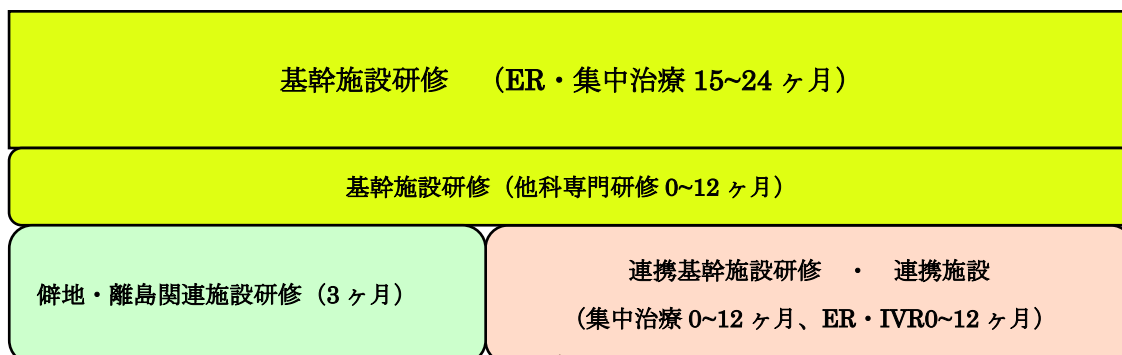 基幹施設研修 （ER・集中治療 15~24 ヶ月）
基幹施設研修（他科専門研修 0~12 ヶ月）
僻地・離島関連施設研修（3 ヶ月）
連携基幹施設研修 ・ 連携施設
（集中治療 0~12 ヶ月、ER・IVR0~12 ヶ月）